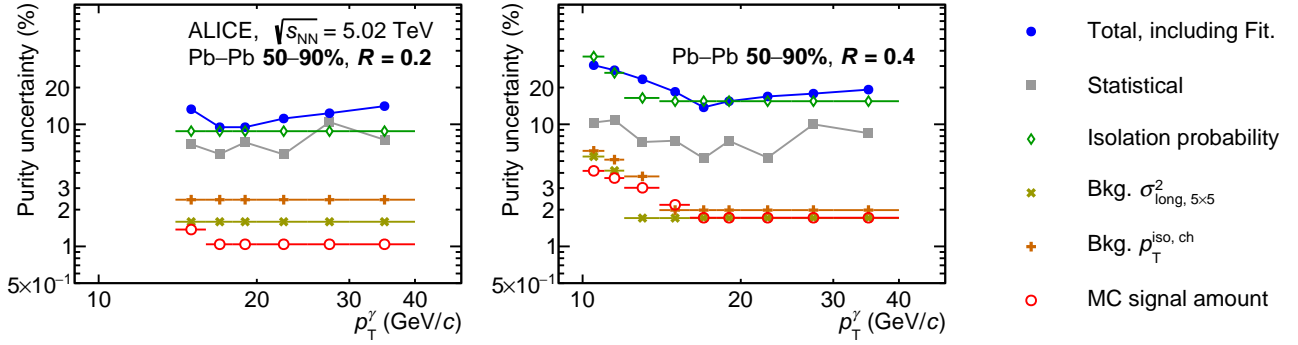 Purity uncertainty (%)
ALICE, √sNN = 5.02 TeV
Pb–Pb 50–90%, R = 0.2
20
10
3
2
1
5×10⁻¹
10
20
30
40
pTγ (GeV/c)
Purity uncertainty (%)
Pb–Pb 50–90%, R = 0.4
20
10
3
2
1
5×10⁻¹
10
20
30
40
pTγ (GeV/c)
Total, including Fit.
Statistical
Isolation probability
Bkg. σ²long, 5×5
Bkg. pTiso, ch
MC signal amount